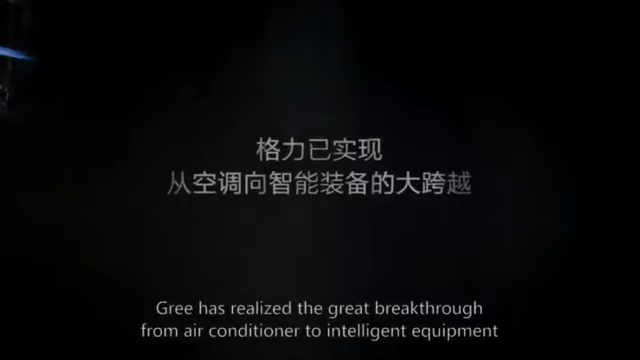 格力已实现
从空调向智能装备的大跨越
Gree has realized the great breakthrough
from air conditioner to intelligent equipment